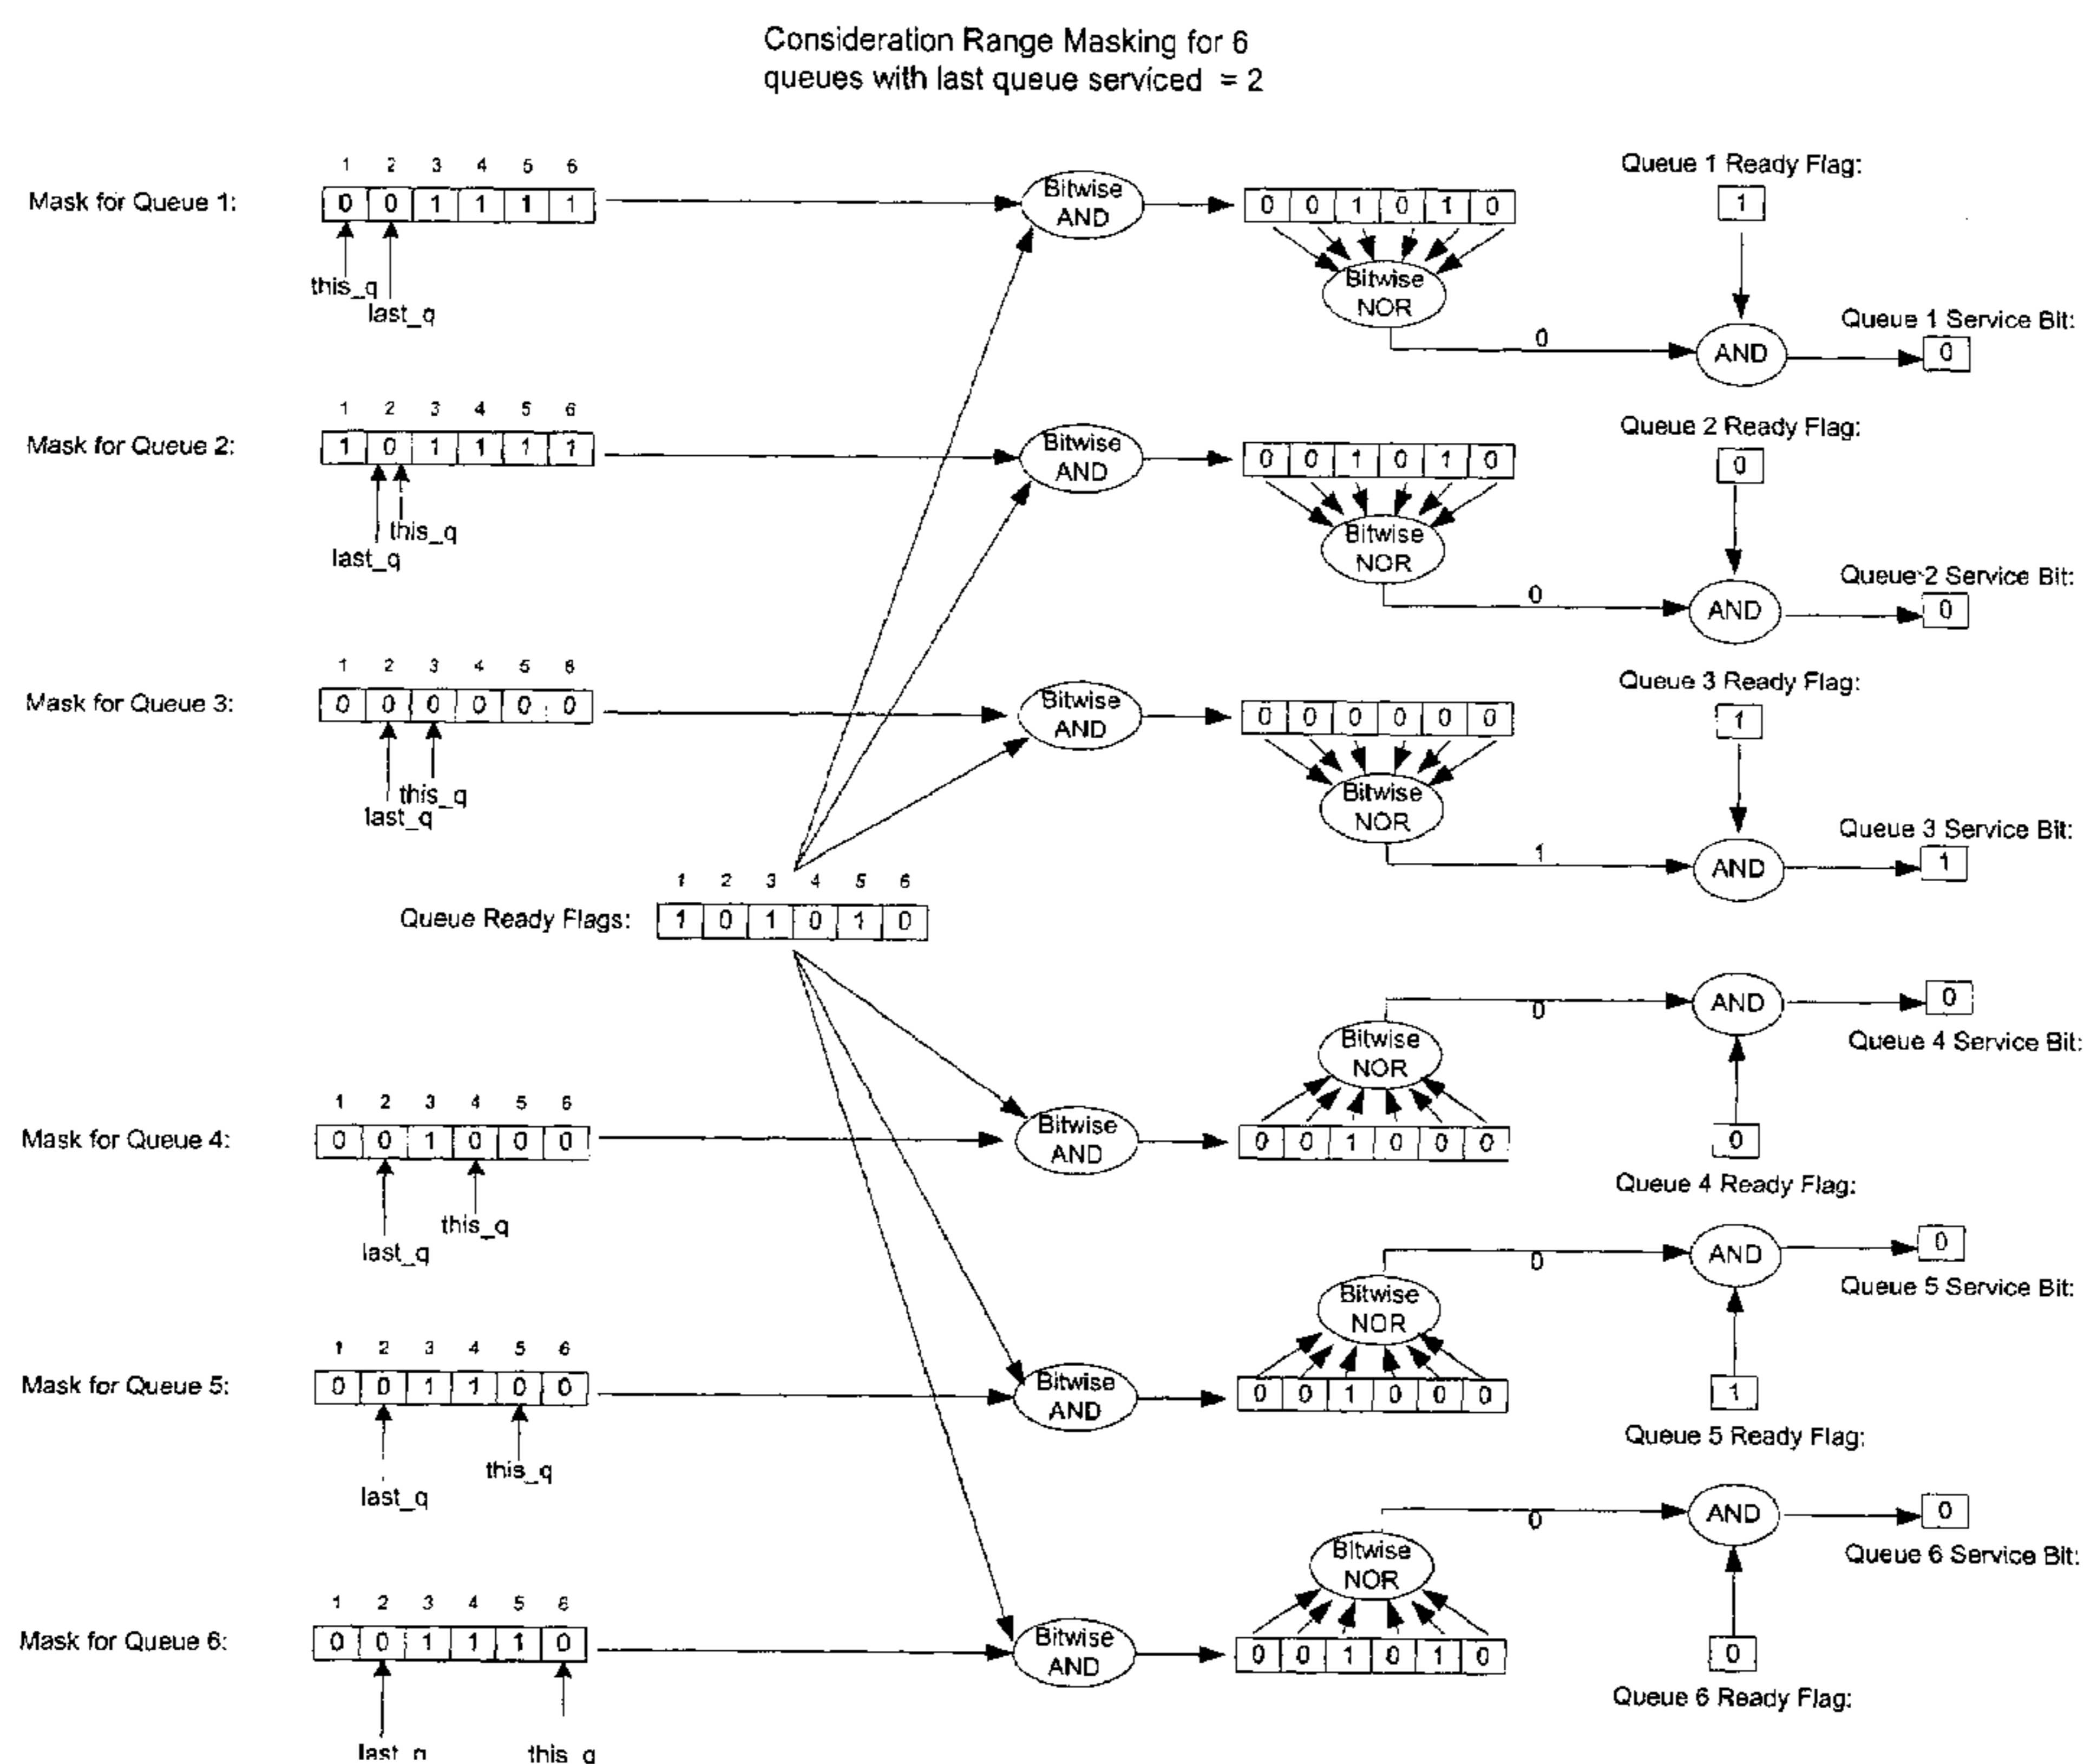 Consideration Range Masking for 6
queues with last queue serviced = 2
Mask for Queue 1:
1 2 3 4 5 6
0 0 1 1 1 1
this_q
last_q
Bitwise
AND
0 0 1 0 1 0
Bitwise
NOR
0
Queue 1 Ready Flag:
1
AND
Queue 1 Service Bit:
0
Mask for Queue 2:
1 2 3 4 5 6
1 0 1 1 1 1
this_q
last_q
Bitwise
AND
0 0 1 0 1 0
Bitwise
NOR
0
Queue 2 Ready Flag:
0
AND
Queue 2 Service Bit:
0
Mask for Queue 3:
1 2 3 4 5 6
0 0 0 0 0 0
this_q
last_q
Bitwise
AND
0 0 0 0 0 0
Bitwise
NOR
1
Queue 3 Ready Flag:
1
AND
Queue 3 Service Bit:
1
Queue Ready Flags:
1 2 3 4 5 6
1 0 1 0 1 0
Mask for Queue 4:
1 2 3 4 5 6
0 0 1 0 0 0
this_q
last_q
Bitwise
AND
Bitwise
NOR
0 0 1 0 0 0
0
AND
0
Queue 4 Service Bit:
0
Queue 4 Ready Flag:
Mask for Queue 5:
1 2 3 4 5 6
0 0 1 1 0 0
this_q
last_q
Bitwise
AND
Bitwise
NOR
0 0 1 0 0 0
0
AND
0
Queue 5 Service Bit:
1
Queue 5 Ready Flag:
Mask for Queue 6:
1 2 3 4 5 6
0 0 1 1 1 0
last_q
this_q
Bitwise
AND
Bitwise
NOR
0 0 1 0 1 0
0
AND
0
Queue 6 Service Bit:
0
Queue 6 Ready Flag: